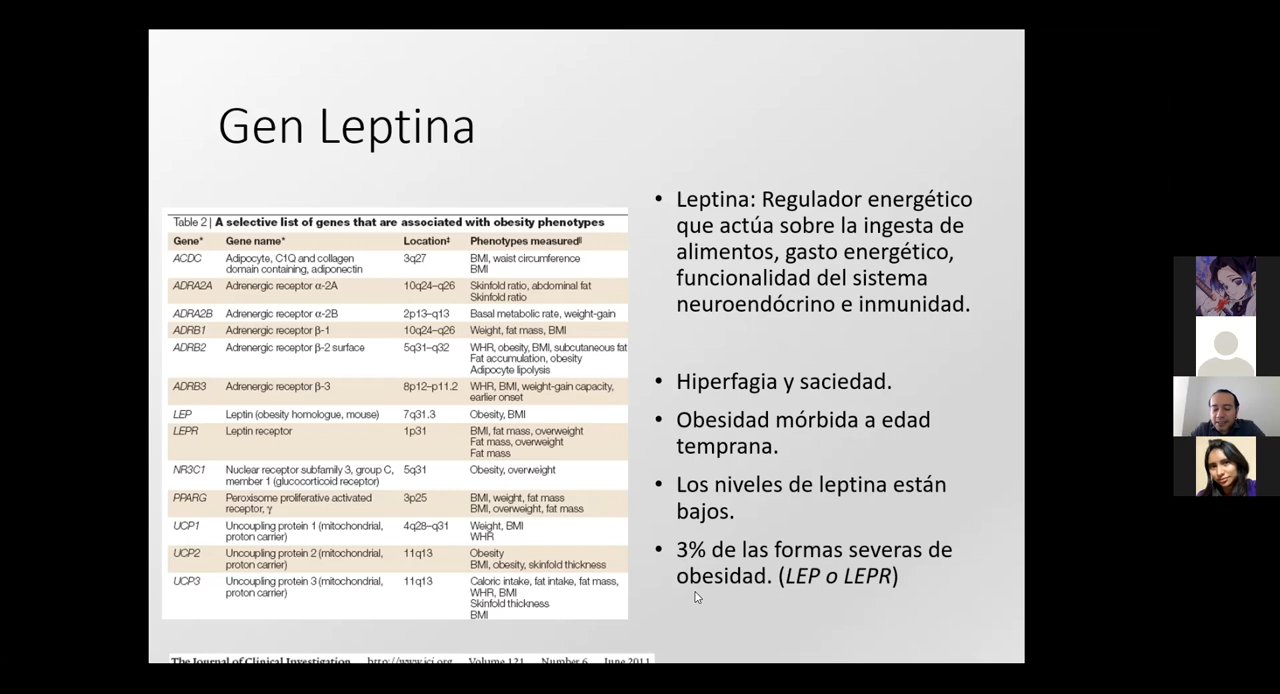 Gen Leptina
Table 2 | A selective list of genes that are associated with obesity phenotypes
Gene* Gene name* Location‡ Phenotypes measured§
ACDC Adipocyte, C1Q and collagen 3q27 BMI, waist circumference
domain containing, adiponectin BMI
ADRA2A Adrenergic receptor α-2A 10q24–q26 Skinfold ratio, abdominal fat
Skinfold ratio
ADRA2B Adrenergic receptor α-2B 2p13–q13 Basal metabolic rate, weight-gain
ADRB1 Adrenergic receptor β-1 10q24–q26 Weight, fat mass, BMI
ADRB2 Adrenergic receptor β-2 surface 5q31–q32 WHR, obesity, BMI, subcutaneous fat
Fat accumulation, obesity
Adipocyte lipolysis
ADRB3 Adrenergic receptor β-3 8p12–p11.2 WHR, BMI, weight-gain capacity,
earlier onset
LEP Leptin (obesity homologue, mouse) 7q31.3 Obesity, BMI
LEPR Leptin receptor 1p31 BMI, fat mass, overweight
Fat mass, overweight
Fat mass
NR3C1 Nuclear receptor subfamily 3, group C, 5q31 Obesity, overweight
member 1 (glucocorticoid receptor)
PPARG Peroxisome proliferative activated 3p25 BMI, weight, fat mass
receptor, γ BMI, overweight, fat mass
UCP1 Uncoupling protein 1 (mitochondrial, 4q28–q31 Weight, BMI
proton carrier) WHR
UCP2 Uncoupling protein 2 (mitochondrial, 11q13 Obesity
proton carrier) BMI, obesity, skinfold thickness
UCP3 Uncoupling protein 3 (mitochondrial, 11q13 Caloric intake, fat intake, fat mass,
proton carrier) WHR, BMI
Skinfold thickness
BMI
The Journal of Clinical Investigation http://www.jci.org Volume 121 Number 6 June 2011
• Leptina: Regulador energético
que actúa sobre la ingesta de
alimentos, gasto energético,
funcionalidad del sistema
neuroendócrino e inmunidad.
• Hiperfagia y saciedad.
• Obesidad mórbida a edad
temprana.
• Los niveles de leptina están
bajos.
• 3% de las formas severas de
obesidad. (LEP o LEPR)